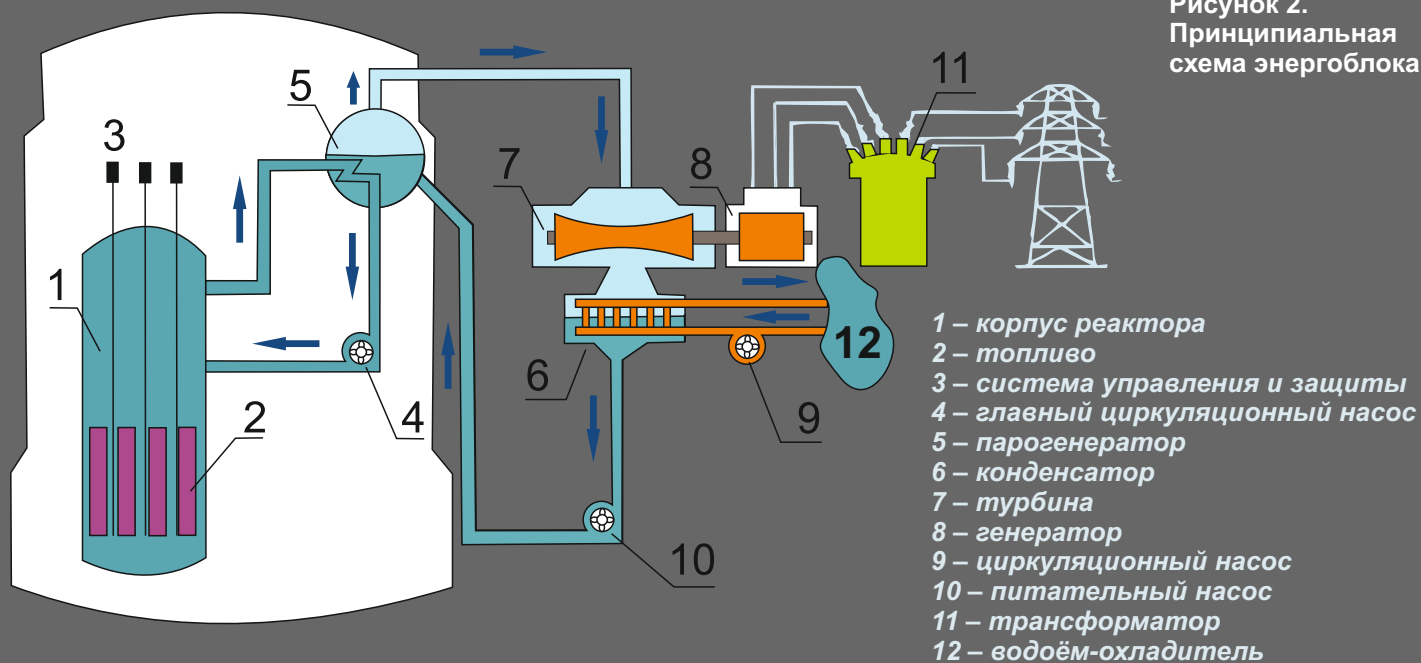 Рисунок 2.
Принципиальная
схема энергоблока
11
5
3
7
8
1
12
6
2
4
9
10
1 – корпус реактора
2 – топливо
3 – система управления и защиты
4 – главный циркуляционный насос
5 – парогенератор
6 – конденсатор
7 – турбина
8 – генератор
9 – циркуляционный насос
10 – питательный насос
11 – трансформатор
12 – водоём-охладитель